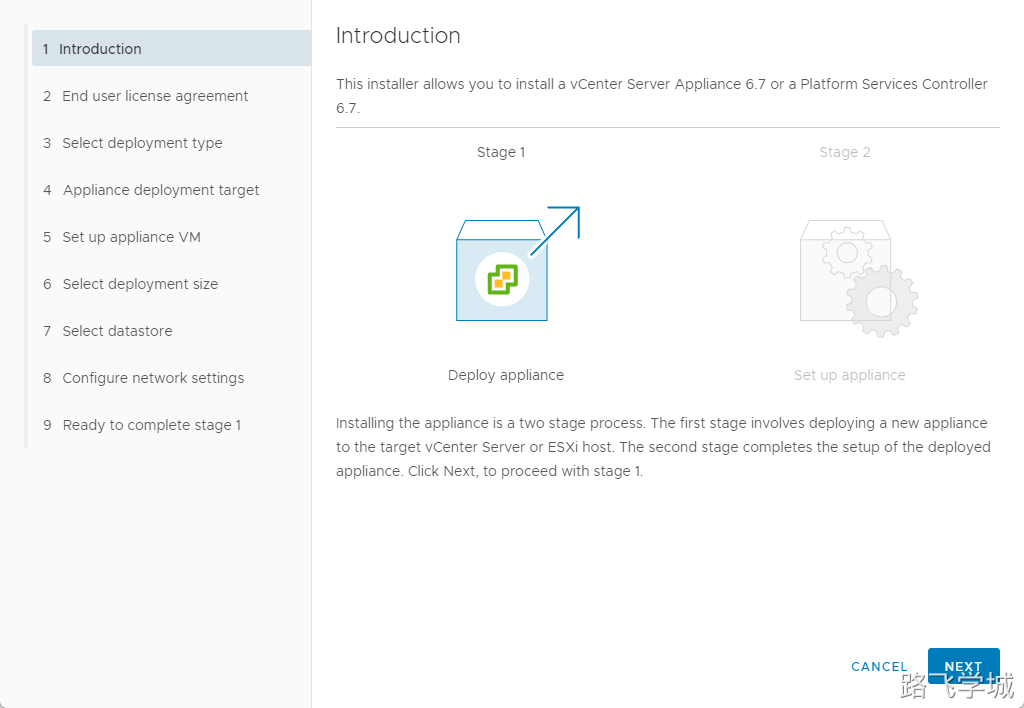 1 Introduction
2 End user license agreement
3 Select deployment type
4 Appliance deployment target
5 Set up appliance VM
6 Select deployment size
7 Select datastore
8 Configure network settings
9 Ready to complete stage 1
Introduction
This installer allows you to install a vCenter Server Appliance 6.7 or a Platform Services Controller
6.7.
Stage 1
Stage 2
Deploy appliance
Set up appliance
Installing the appliance is a two stage process. The first stage involves deploying a new appliance
to the target vCenter Server or ESXi host. The second stage completes the setup of the deployed
appliance. Click Next, to proceed with stage 1.
CANCEL
NEXT
路飞学城